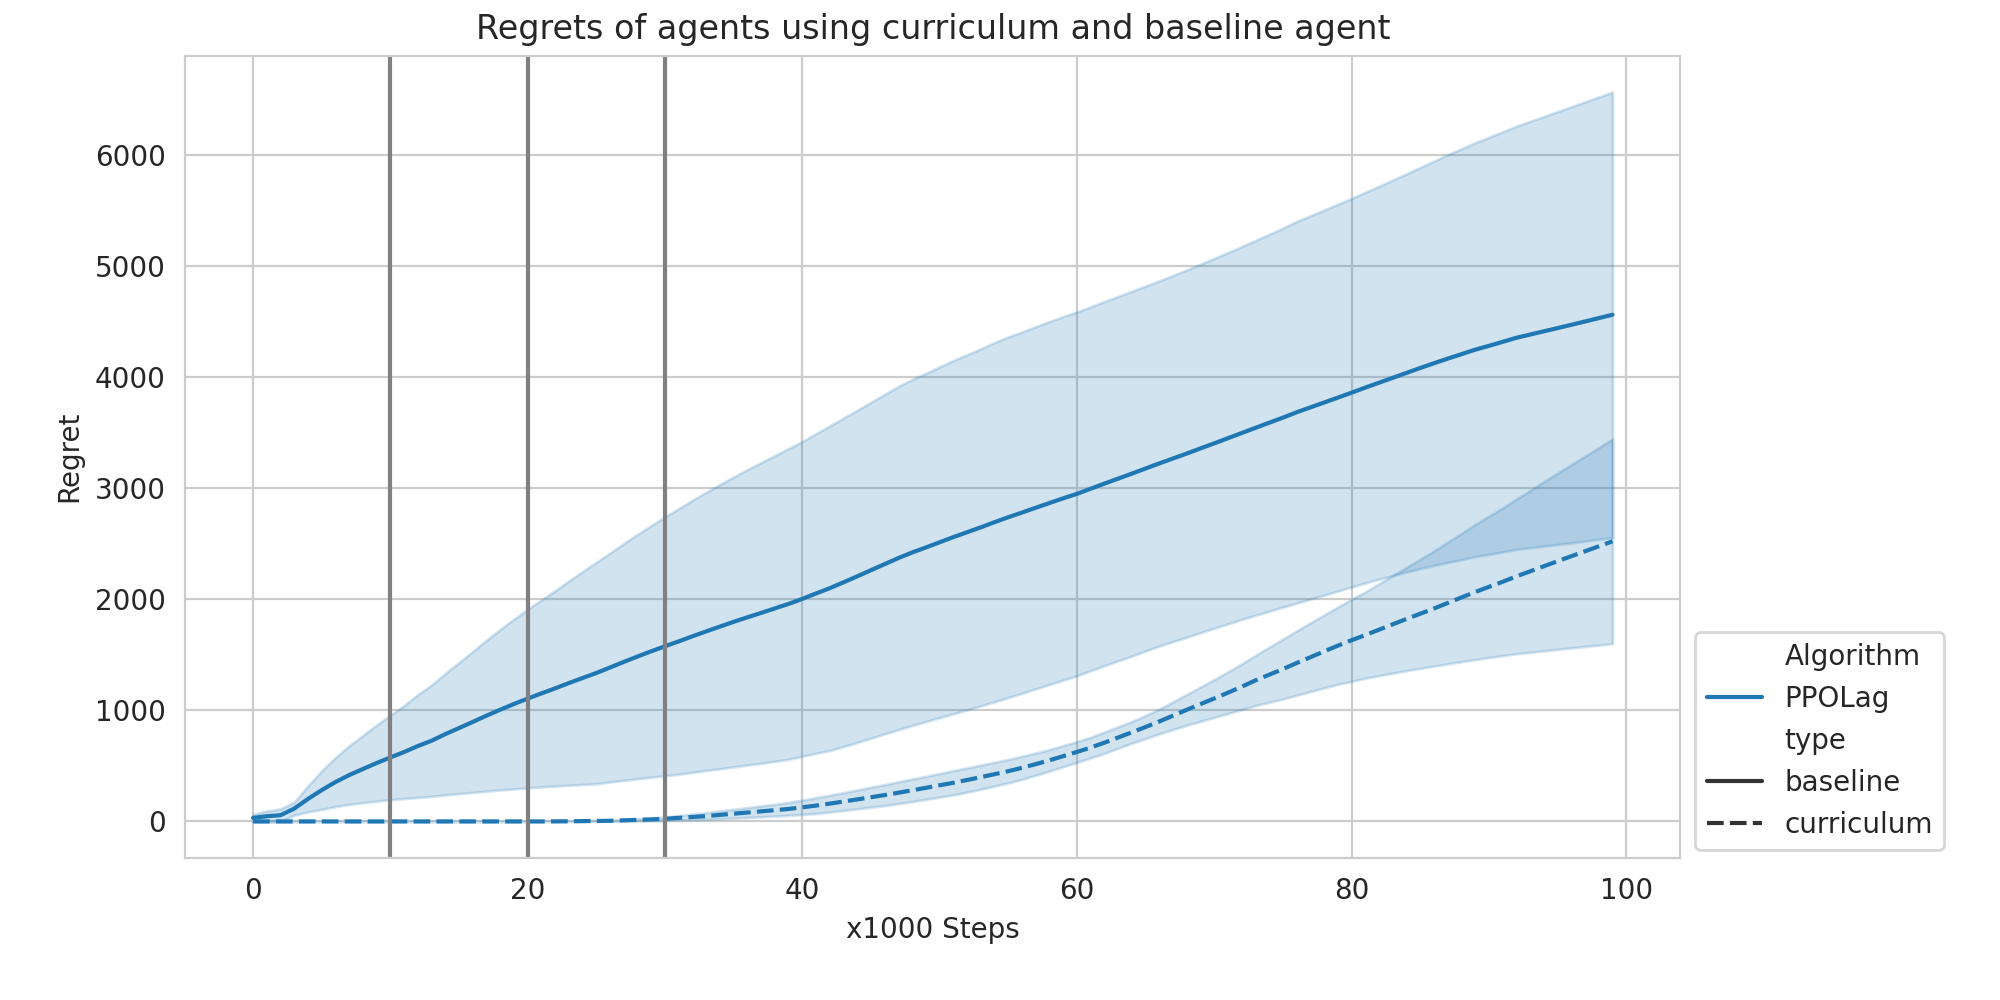 Regrets of agents using curriculum and baseline agent
6000
5000
4000
3000
2000
1000
0
Regret
0 20 40 60 80 100
x1000 Steps
Algorithm
PPOLag
type
baseline
curriculum